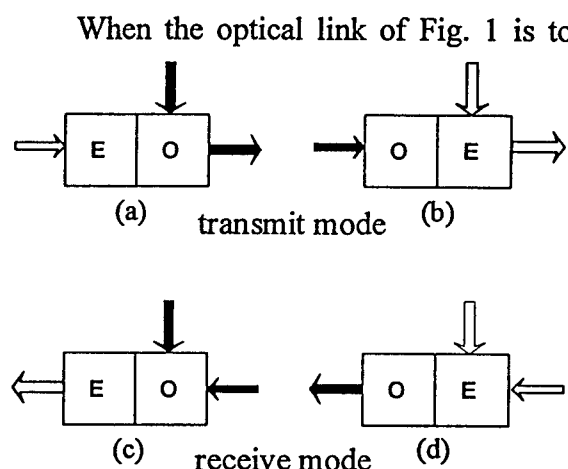 When the optical link of Fig. 1 is to
E O O E
(a) (b)
transmit mode
E O O E
(c) (d)
receive mode